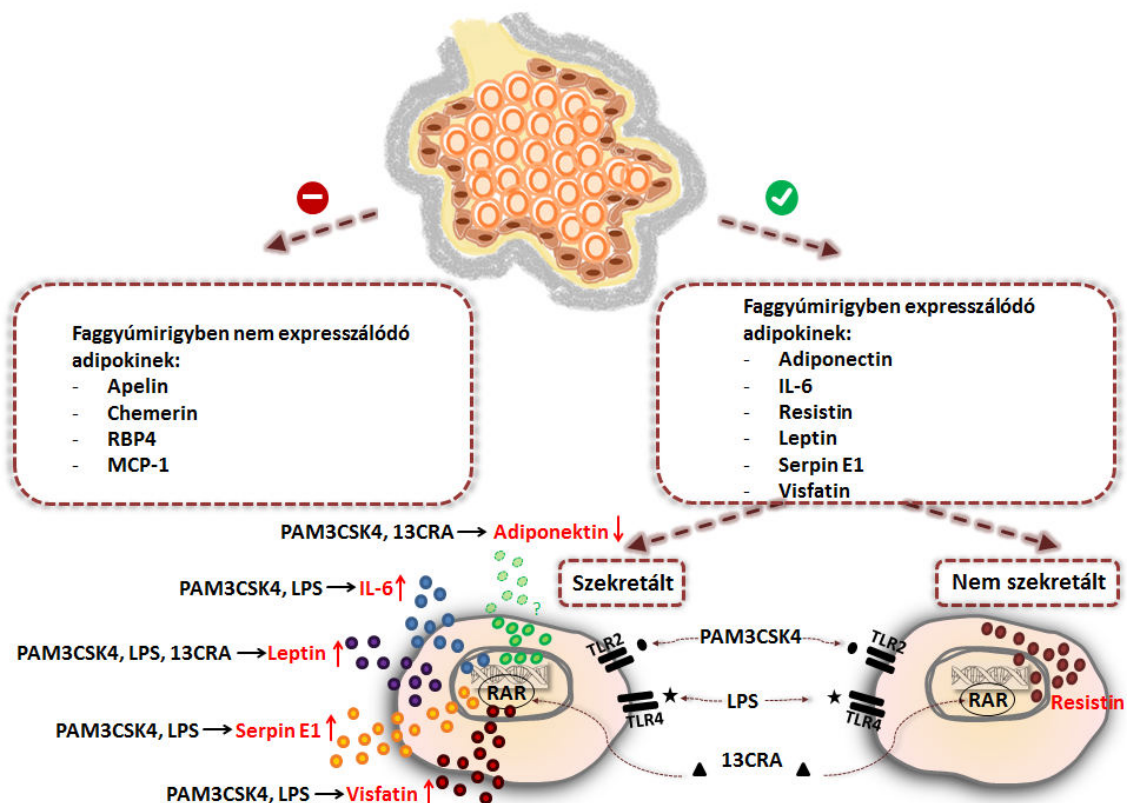 Faggyúmirigyben nem expresszálódó
adipokinek:
- Apelin
- Chemerin
- RBP4
- MCP-1
Faggyúmirigyben expresszálódó
adipokinek:
- Adiponectin
- IL-6
- Resistin
- Leptin
- Serpin E1
- Visfatin
PAM3CSK4, 13CRA → Adiponektin ↓
Szekretált
Nem szekretált
PAM3CSK4, LPS → IL-6 ↑
?
PAM3CSK4, LPS, 13CRA → Leptin ↑
TLR2
PAM3CSK4
TLR2
RAR
TLR4
LPS
TLR4
RAR
Resistin
PAM3CSK4, LPS → Serpin E1 ↑
13CRA
PAM3CSK4, LPS → Visfatin ↑